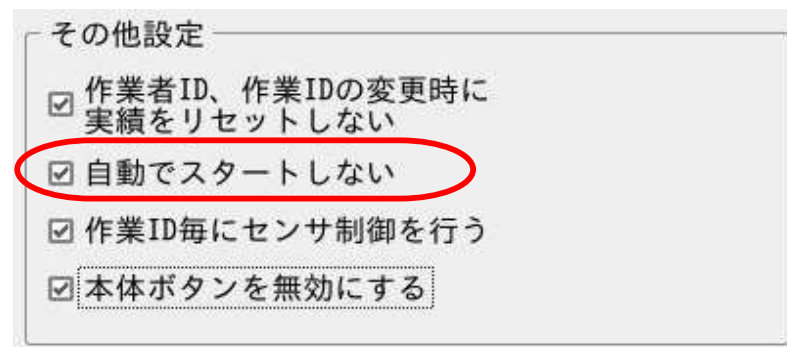 その他設定
作業者ID、作業IDの変更時に
実績をリセットしない
自動でスタートしない
作業ID毎にセンサ制御を行う
本体ボタンを無効にする